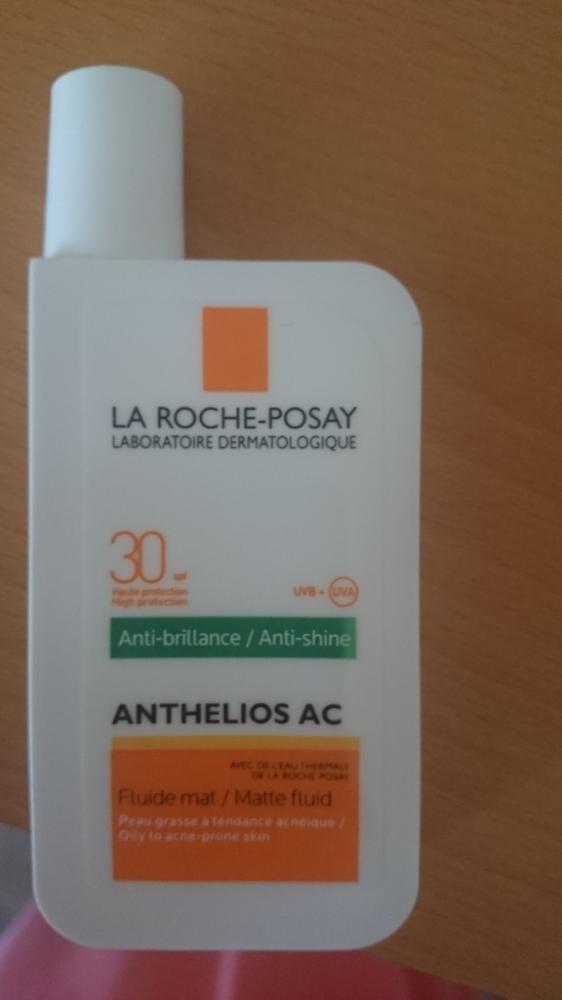 LA ROCHE-POSAY
LABORATOIRE DERMATOLOGIQUE
30 spf
Haute protection
High protection
UVB + UVA
Anti-brillance / Anti-shine
ANTHELIOS AC
AVEC DE L'EAU THERMALE
DE LA ROCHE POSAY
Fluide mat / Matte fluid
Peau grasse à tendance acnéique /
Oily to acne-prone skin